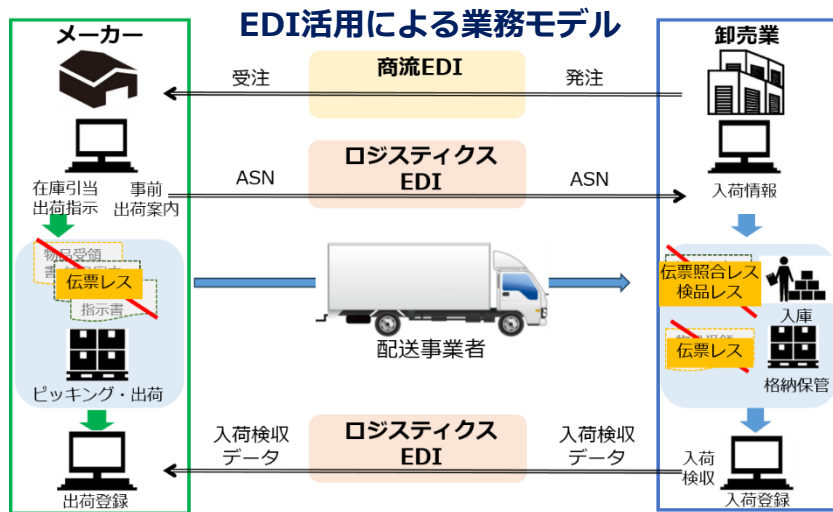 EDI活用による業務モデル
メーカー
卸売業
受注
商流EDI
発注
ASN
ロジスティクス
EDI
ASN
在庫引当
出荷指示
事前
出荷案内
入荷情報
物品受領
伝票レス
指示書
ピッキング・出荷
配送事業者
伝票照合レス
検品レス
入庫
伝票レス
格納保管
入荷検収
データ
ロジスティクス
EDI
入荷検収
データ
入荷
検収
出荷登録
入荷登録